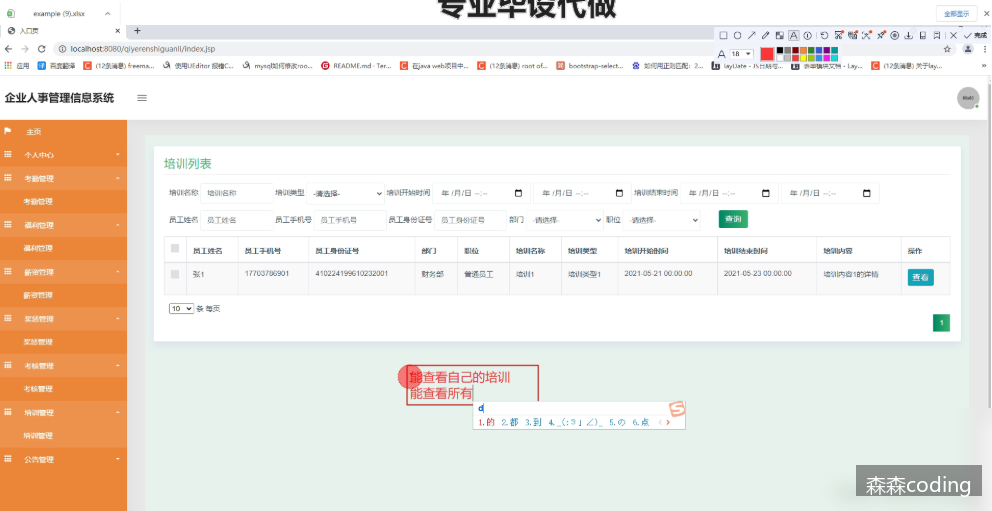 专业毕设代做
example (9).xlsx
全部显示
入口页
localhost:8080/qiyerenshiguanli/index.jsp
完成
A 18
应用
百度翻译
(12条消息) freema...
使用UEditor 报错C...
mysql如何修改roo...
README.md · Ter...
在java web项目中...
(12条消息) root of...
bootstrap-select...
如何用正则匹配：2...
layDate - JS日期与...
表单模块文档 - Lay...
(12条消息) 关于lay...
企业人事管理信息系统
主页
个人中心
考勤管理
考勤管理
福利管理
福利管理
薪资管理
薪资管理
奖惩管理
奖惩管理
考核管理
考核管理
培训管理
培训管理
公告管理
培训列表
培训名称 培训名称 培训类型 -请选择- 培训开始时间 年 /月/日 --:-- 年 /月/日 --:-- 培训结束时间 年 /月/日 --:-- 年 /月/日 --:--
员工姓名 员工姓名 员工手机号 员工手机号 员工身份证号 员工身份证号 部门 -请选择- 职位 -请选择- 查询
员工姓名 员工手机号 员工身份证号 部门 职位 培训名称 培训类型 培训开始时间 培训结束时间 培训内容 操作
张1 17703786901 410224199610232001 财务部 普通员工 培训1 培训类型1 2021-05-21 00:00:00 2021-05-23 00:00:00 培训内容1的详情 查看
10 条 每页
1
能查看自己的培训
能查看所有
d
1.的 2.都 3.到 4._(:з」∠)_ 5.の 6.点
森森coding